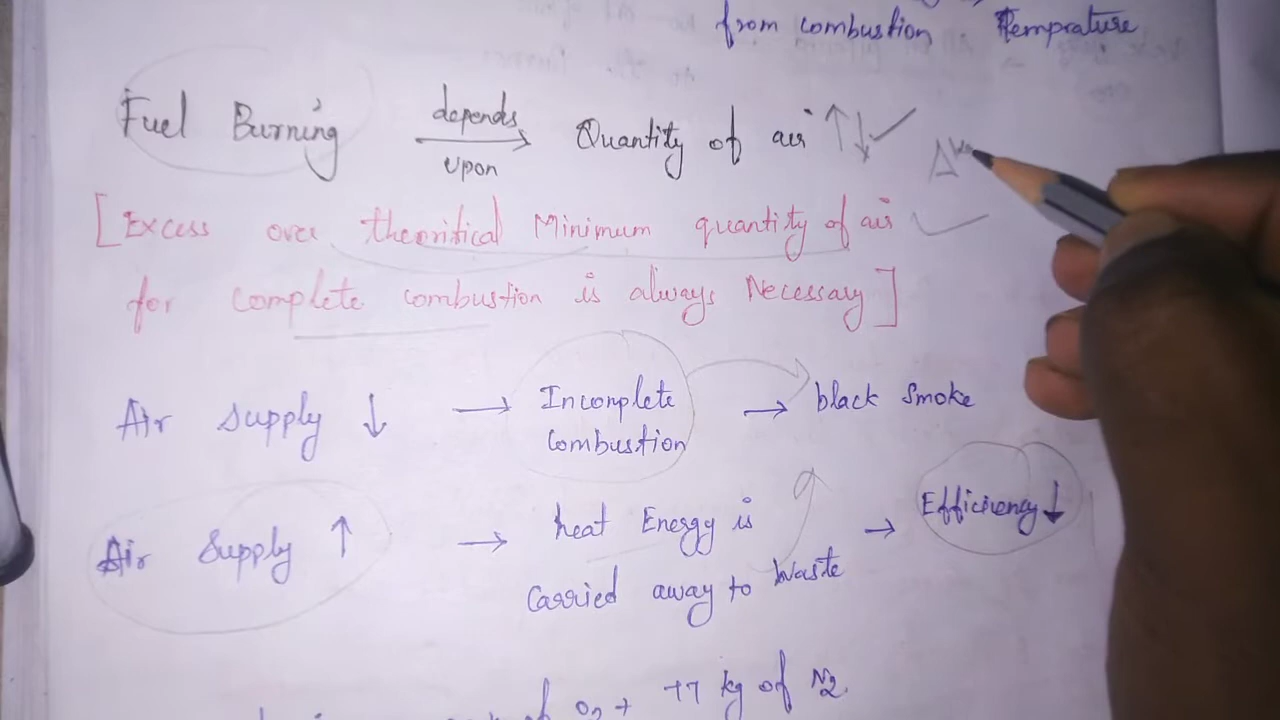 from combustion Temprature
Fuel Burning depends upon → Quantity of air ↑↓ ✓
[Excess over theoritical Minimum quantity of air
for complete combustion is always Necessary]
Air Supply ↓ → Incomplete combustion → black smoke
Air Supply ↑ → heat Energy is carried away to waste → Efficiency ↓
of O2 + 77 kg of N2.